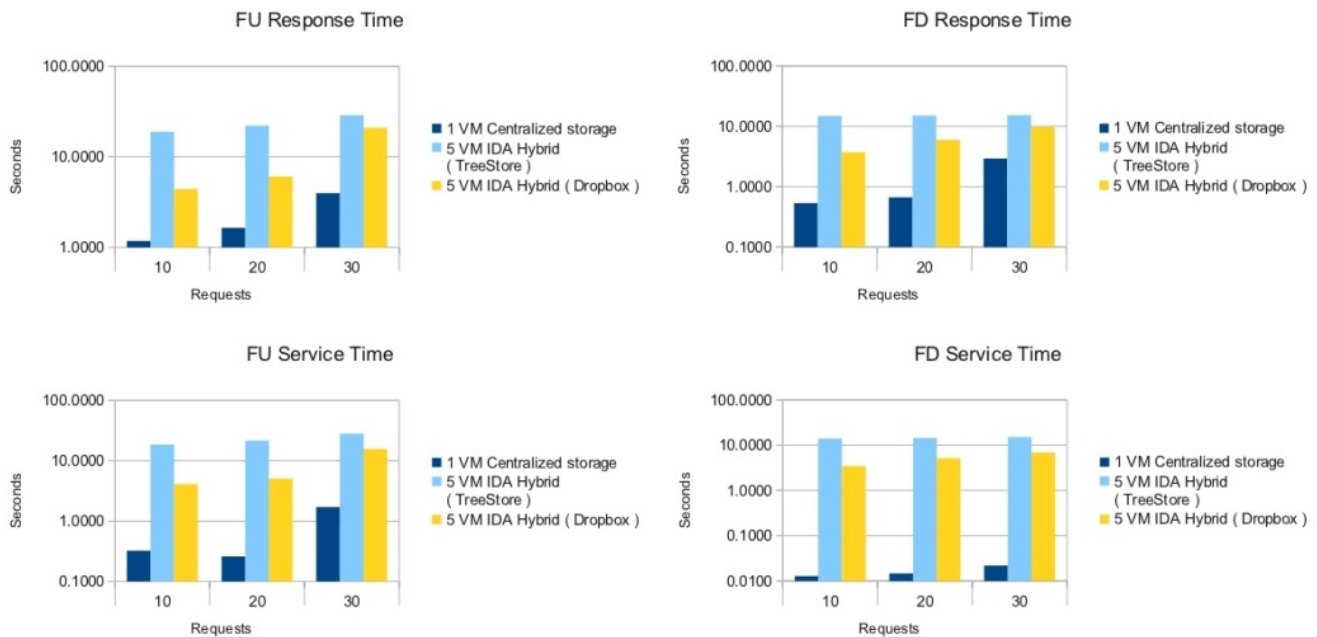 FU Response Time
100.0000
10.0000
1.0000
Seconds
10
20
30
Requests
1 VM Centralized storage
5 VM IDA Hybrid
( TreeStore )
5 VM IDA Hybrid ( Dropbox )
FD Response Time
100.0000
10.0000
1.0000
0.1000
Seconds
10
20
30
Requests
1 VM Centralized storage
5 VM IDA Hybrid
( TreeStore )
5 VM IDA Hybrid ( Dropbox )
FU Service Time
100.0000
10.0000
1.0000
0.1000
Seconds
10
20
30
Requests
1 VM Centralized storage
5 VM IDA Hybrid
( TreeStore )
5 VM IDA Hybrid ( Dropbox )
FD Service Time
100.0000
10.0000
1.0000
0.1000
0.0100
Seconds
10
20
30
Requests
1 VM Centralized storage
5 VM IDA Hybrid
( TreeStore )
5 VM IDA Hybrid ( Dropbox )